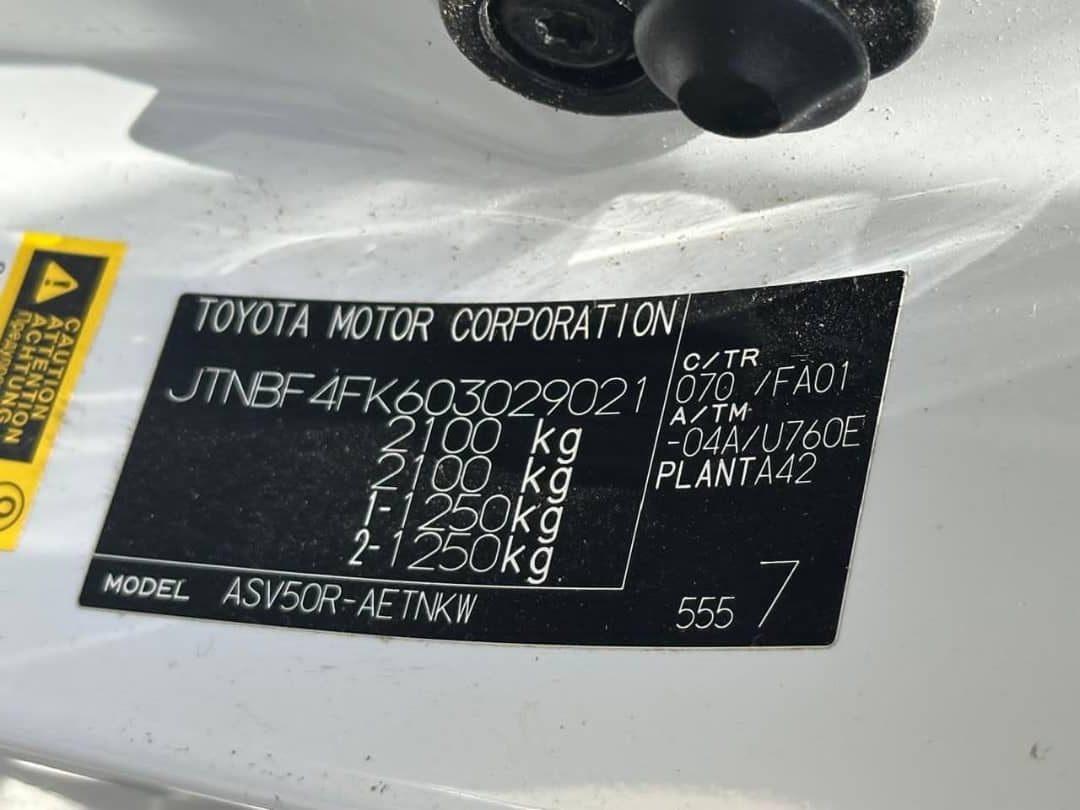 TOYOTA MOTOR CORPORATION
JTNBF4FK603029021
2100 kg
2100 kg
1-1250kg
2-1250kg
MODEL ASV50R-AETNKW
C/TR
070 /FA01
A/TM
-04A/U760E
PLANTA42
555 7
CAUTION
ATTENTION
ACHTUNG